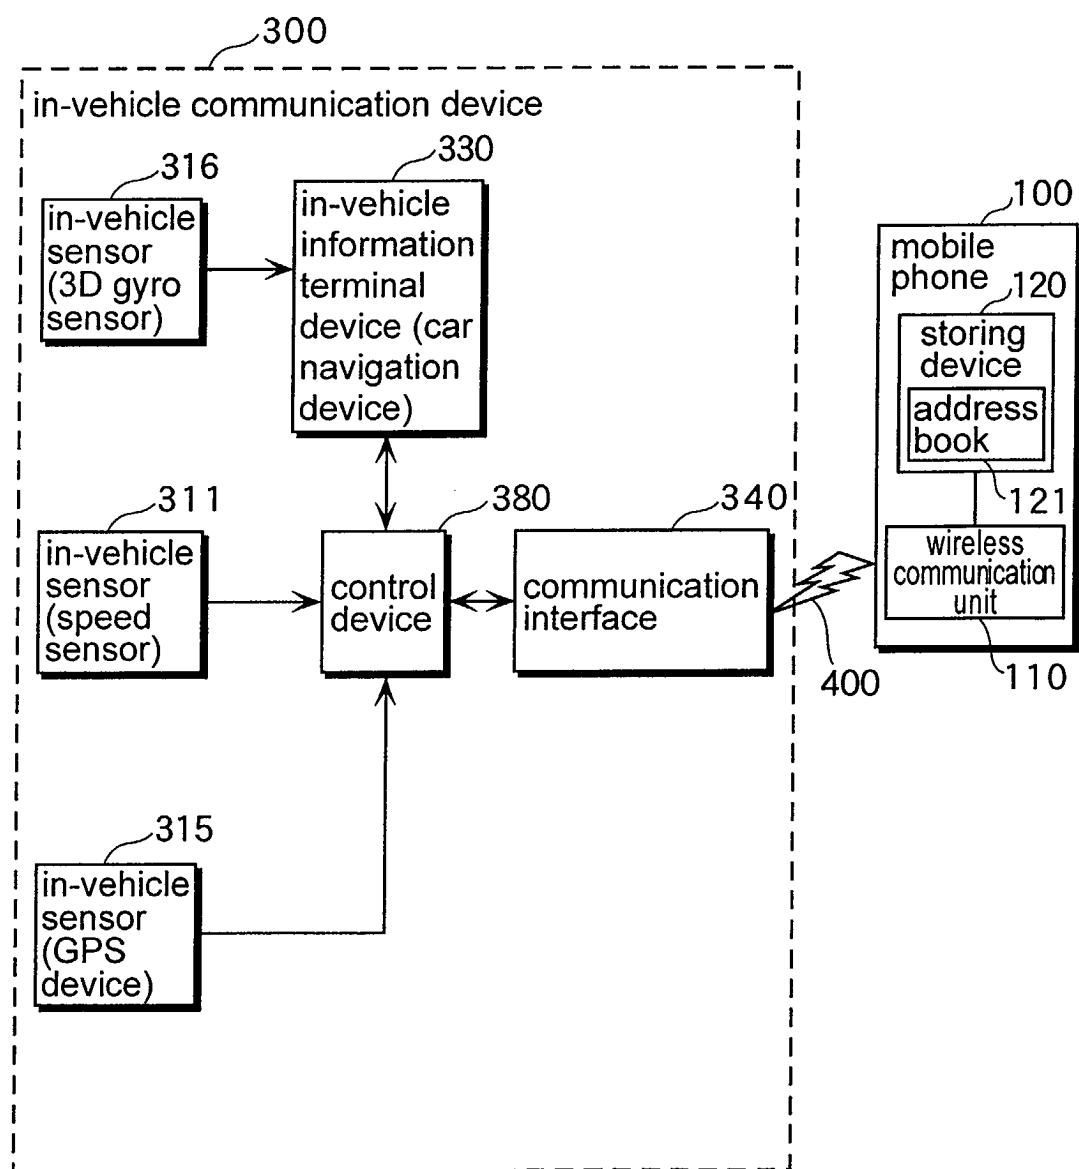 300
in-vehicle communication device
316
in-vehicle
sensor
(3D gyro
sensor)
330
in-vehicle
information
terminal
device (car
navigation
device)
100
mobile
phone
120
storing
device
address
book
121
wireless
communication
unit
110
311
in-vehicle
sensor
(speed
sensor)
380
control
device
340
communication
interface
400
315
in-vehicle
sensor
(GPS
device)